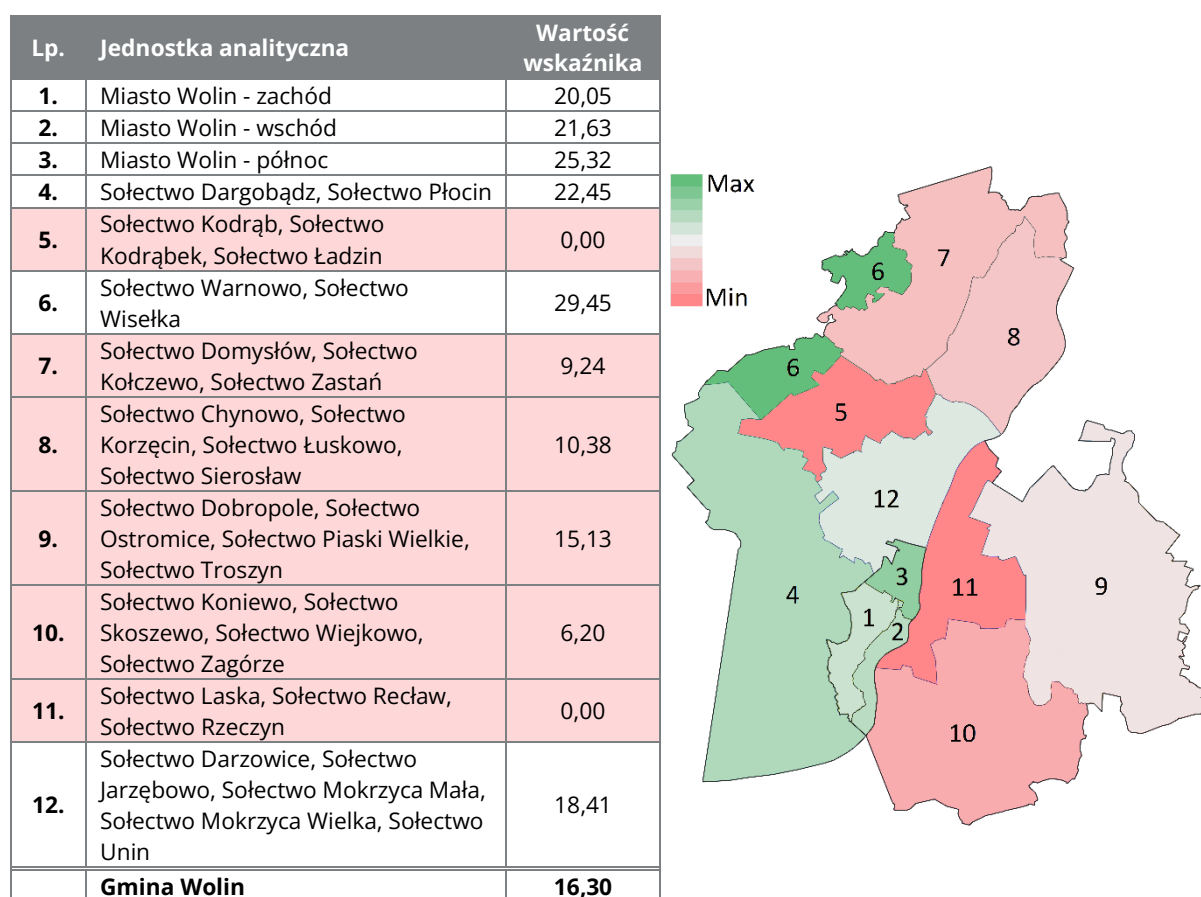 Lp. Jednostka analityczna Wartość
wskaźnika
1. Miasto Wolin - zachód 20,05
2. Miasto Wolin - wschód 21,63
3. Miasto Wolin - północ 25,32
4. Sołectwo Dargobądz, Sołectwo Płocin 22,45
5. Sołectwo Kodrąb, Sołectwo
Kodrąbek, Sołectwo Ładzin 0,00
6. Sołectwo Warnowo, Sołectwo
Wisełka 29,45
7. Sołectwo Domysłów, Sołectwo
Kołczewo, Sołectwo Zastań 9,24
8. Sołectwo Chynowo, Sołectwo
Korzęcin, Sołectwo Łuskowo,
Sołectwo Sierosław 10,38
9. Sołectwo Dobropole, Sołectwo
Ostromice, Sołectwo Piaski Wielkie,
Sołectwo Troszyn 15,13
10. Sołectwo Koniewo, Sołectwo
Skoszewo, Sołectwo Wiejkowo,
Sołectwo Zagórze 6,20
11. Sołectwo Laska, Sołectwo Recław,
Sołectwo Rzeczyn 0,00
12. Sołectwo Darzowice, Sołectwo
Jarzębowo, Sołectwo Mokrzyca Mała,
Sołectwo Mokrzyca Wielka, Sołectwo
Unin 18,41
Gmina Wolin 16,30
Max
Min
7
6
8
6
5
12
3
11
9
4
1
2
10